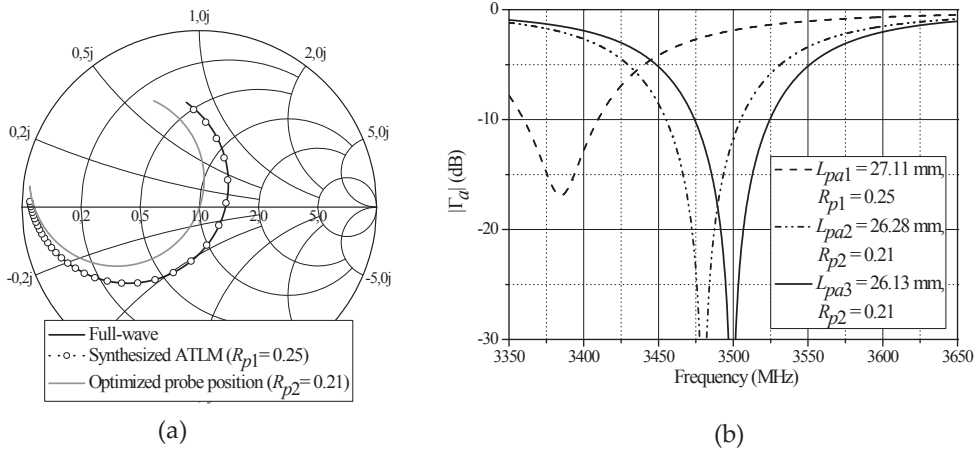 1,0j
0,5j
2,0j
0,2j
5,0j
0,2 0,5 1,0 2,0 5,0
-0,2j
-5,0j
Full-wave
Synthesized ATLM (Rp1 = 0.25)
Optimized probe position (Rp2 = 0.21)
(a)
0
-10
-20
-30
|Γa| (dB)
Lpa1 = 27.11 mm,
Rp1 = 0.25
Lpa2 = 26.28 mm,
Rp2 = 0.21
Lpa3 = 26.13 mm,
Rp2 = 0.21
3350 3400 3450 3500 3550 3600 3650
Frequency (MHz)
(b)